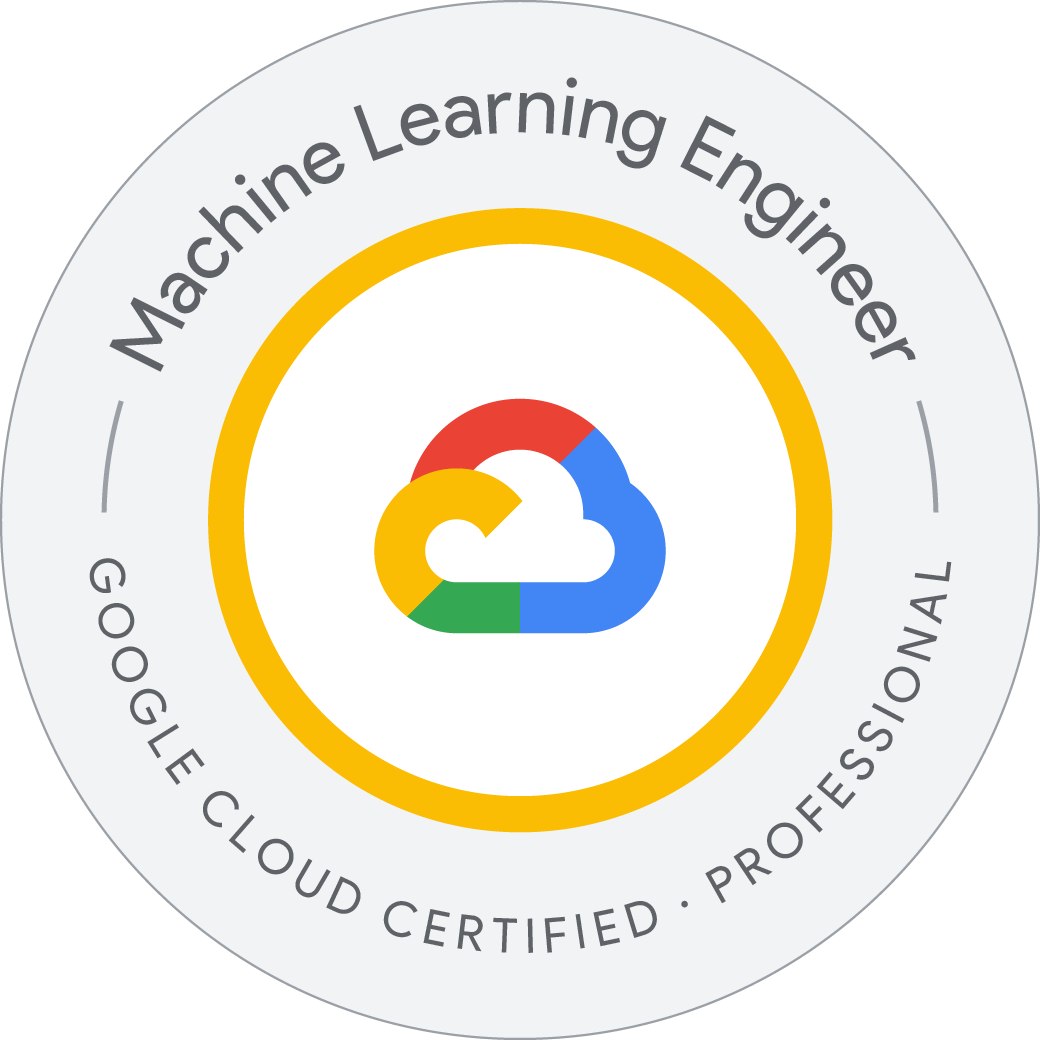 Machine Learning Engineer
GOOGLE CLOUD CERTIFIED · PROFESSIONAL